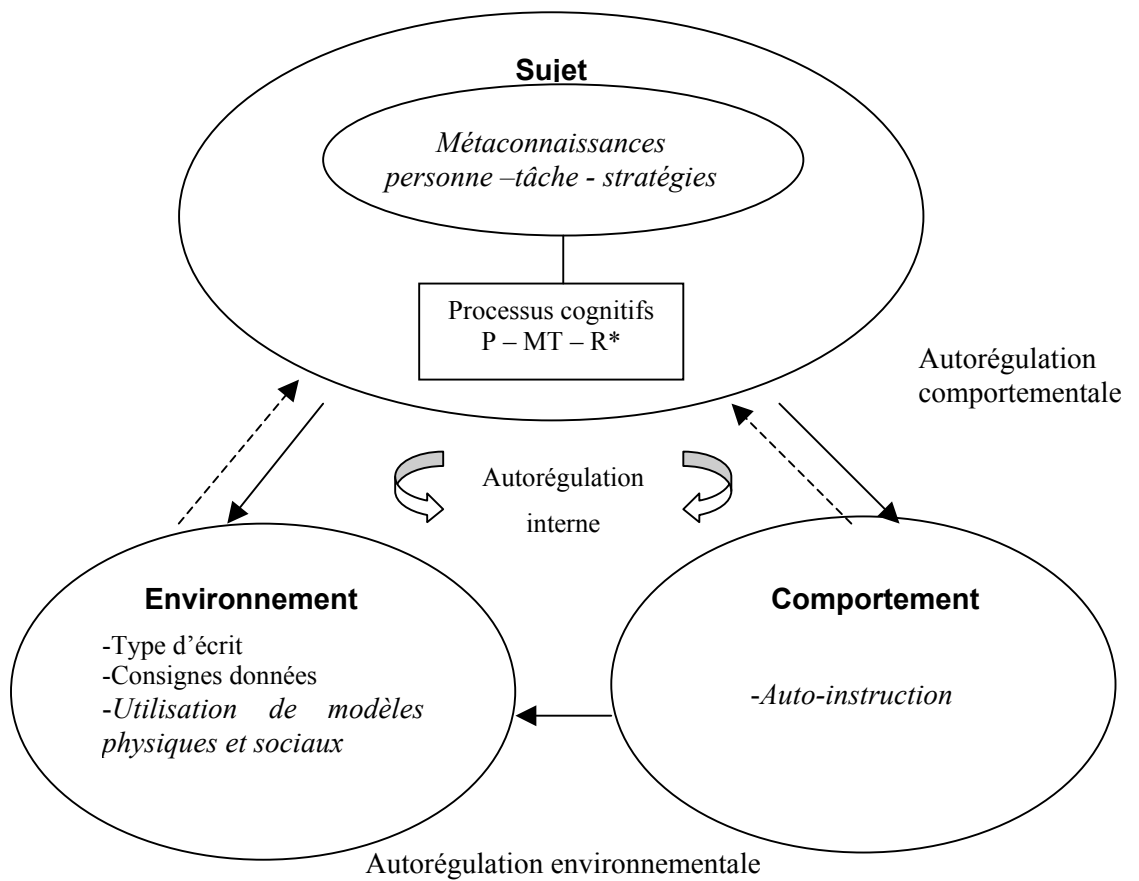 Sujet
Métaconnaissances
personne –tâche - stratégies
Processus cognitifs
P – MT – R*
Autorégulation
comportementale
Autorégulation
interne
Environnement
-Type d’écrit
-Consignes données
-Utilisation de modèles
physiques et sociaux
Comportement
-Auto-instruction
Autorégulation environnementale